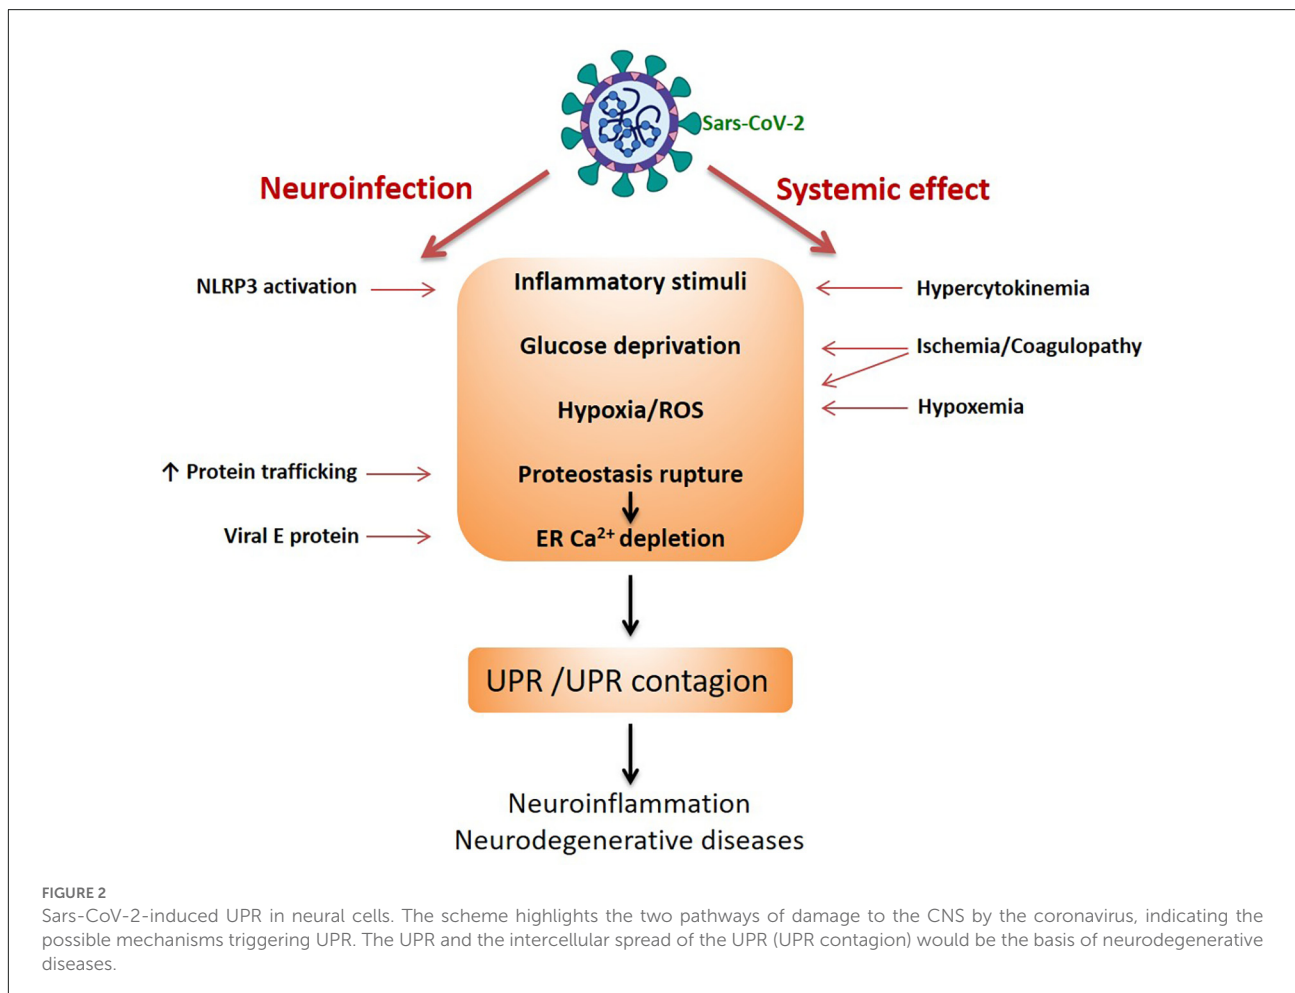 Sars-CoV-2
Neuroinfection
Systemic effect
NLRP3 activation
Inflammatory stimuli
Hypercytokinemia
Glucose deprivation
Ischemia/Coagulopathy
Hypoxia/ROS
Hypoxemia
↑ Protein trafficking
Proteostasis rupture
Viral E protein
ER Ca²⁺ depletion
UPR /UPR contagion
Neuroinflammation
Neurodegenerative diseases
FIGURE 2
Sars-CoV-2-induced UPR in neural cells. The scheme highlights the two pathways of damage to the CNS by the coronavirus, indicating the
possible mechanisms triggering UPR. The UPR and the intercellular spread of the UPR (UPR contagion) would be the basis of neurodegenerative
diseases.